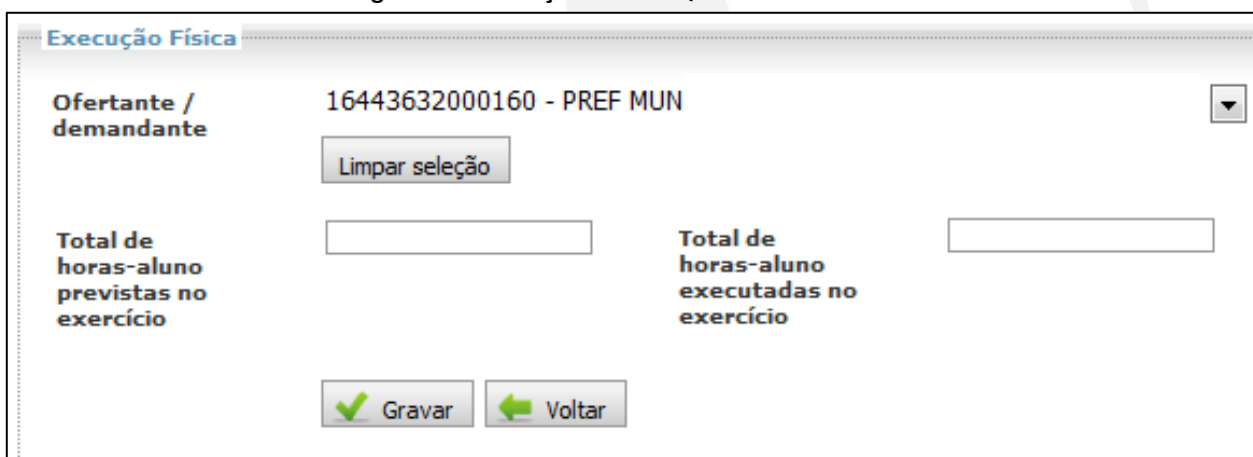 Execução Física
Ofertante /
demandante
16443632000160 - PREF MUN
Limpar seleção
Total de
horas-aluno
previstas no
exercício
Total de
horas-aluno
executadas no
exercício
Gravar
Voltar